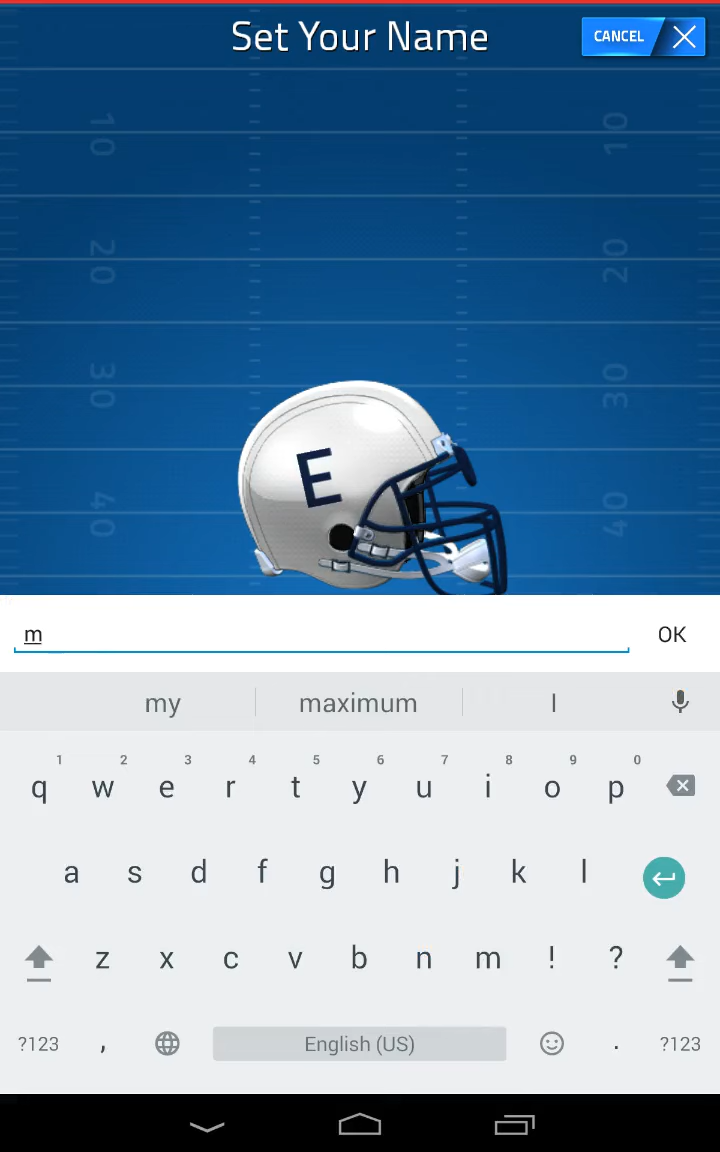 Set Your Name
CANCEL
10 10
20 20
30 30
40 40
E
m
OK
my maximum I
1 2 3 4 5 6 7 8 9 0
q w e r t y u i o p
a s d f g h j k l
z x c v b n m ! ?
?123 , English (US) . ?123